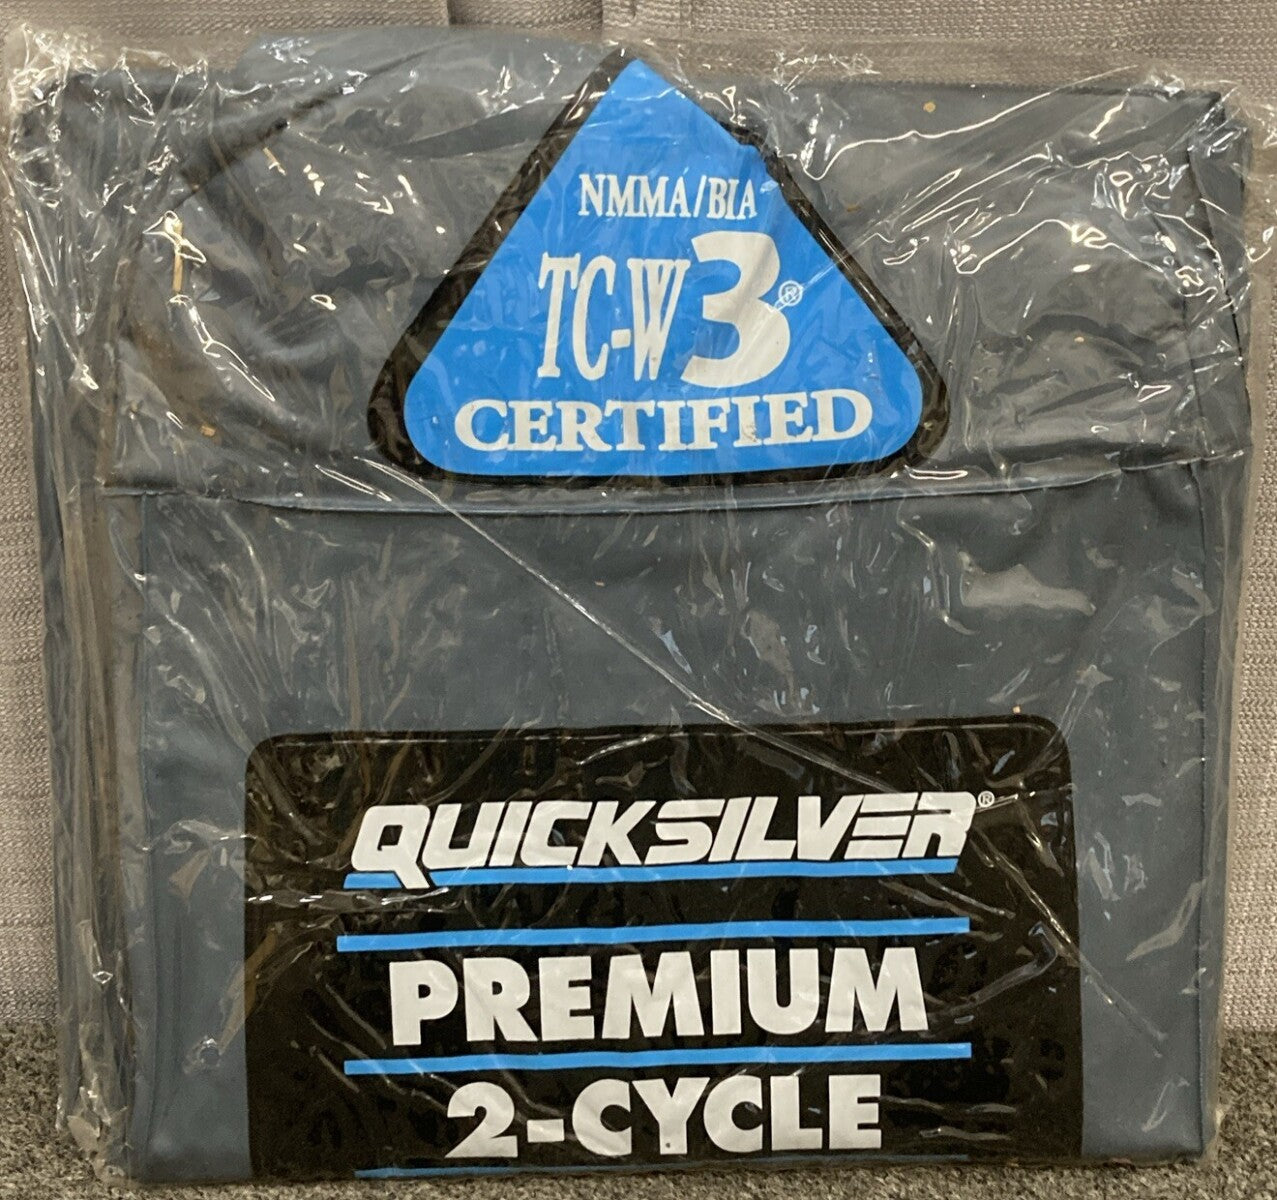 NMMA/BIA
TC-W3®
CERTIFIED
QUICKSILVER®
PREMIUM
2-CYCLE